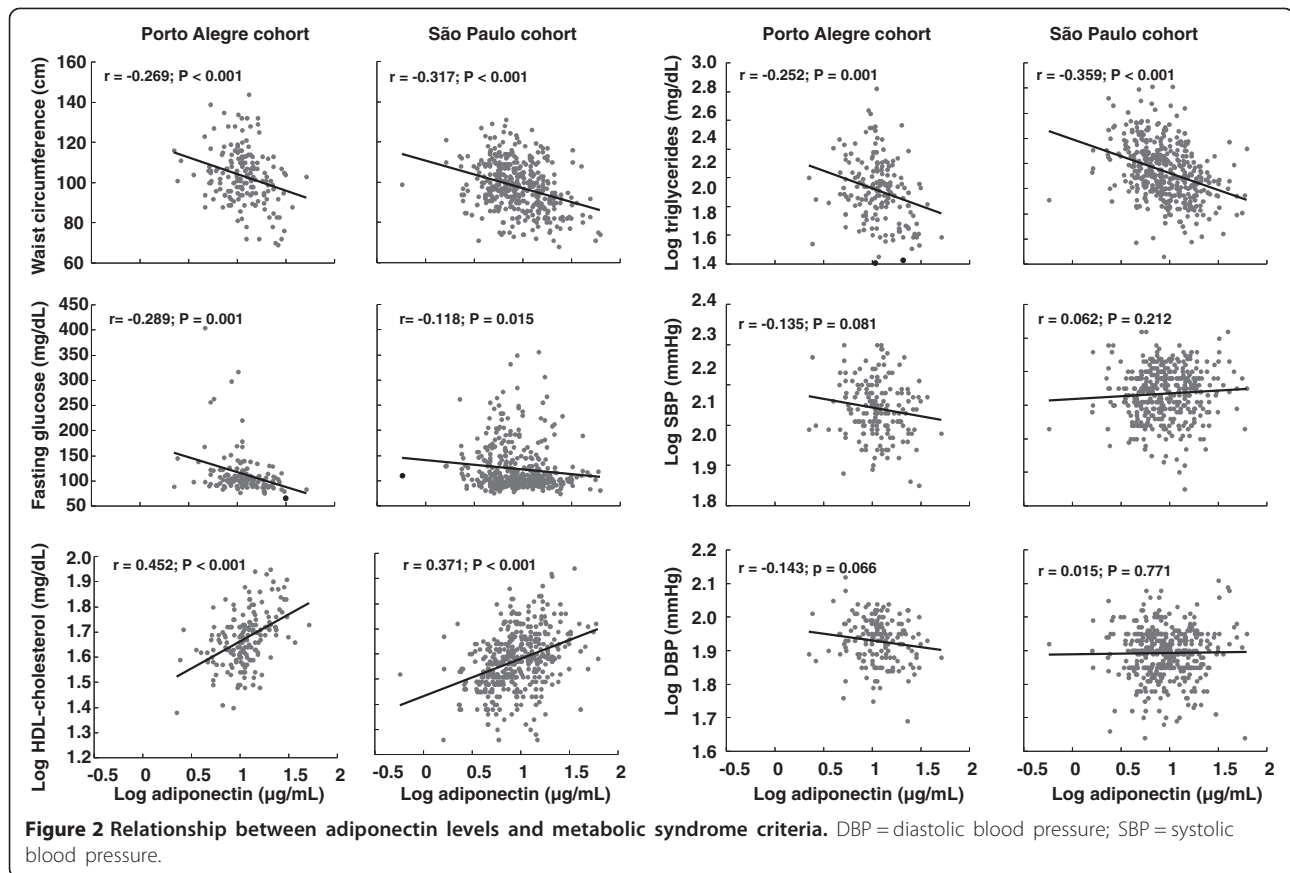 Porto Alegre cohort
São Paulo cohort
Waist circumference (cm)
160
140
120
100
80
60
r = -0.269; P < 0.001
r = -0.317; P < 0.001
Fasting glucose (mg/dL)
450
400
350
300
250
200
150
100
50
r= -0.289; P = 0.001
r= -0.118; P = 0.015
Log HDL-cholesterol (mg/dL)
2.0
1.9
1.8
1.7
1.6
1.5
1.4
1.3
1.2
r = 0.452; P < 0.001
r = 0.371; P < 0.001
-0.5 0 0.5 1 1.5 2
-0.5 0 0.5 1 1.5 2
Log adiponectin (µg/mL)
Log adiponectin (µg/mL)
Porto Alegre cohort
São Paulo cohort
Log triglycerides (mg/dL)
3.0
2.8
2.6
2.4
2.2
2.0
1.8
1.6
1.4
r = -0.252; P = 0.001
r = -0.359; P < 0.001
Log SBP (mmHg)
2.4
2.3
2.2
2.1
2.0
1.9
1.8
r = -0.135; P = 0.081
r = 0.062; P = 0.212
Log DBP (mmHg)
2.2
2.1
2.0
1.9
1.8
1.7
1.6
r = -0.143; p = 0.066
r = 0.015; P = 0.771
-0.5 0 0.5 1 1.5 2
-0.5 0 0.5 1 1.5 2
Log adiponectin (µg/mL)
Log adiponectin (µg/mL)
Figure 2 Relationship between adiponectin levels and metabolic syndrome criteria. DBP = diastolic blood pressure; SBP = systolic
blood pressure.